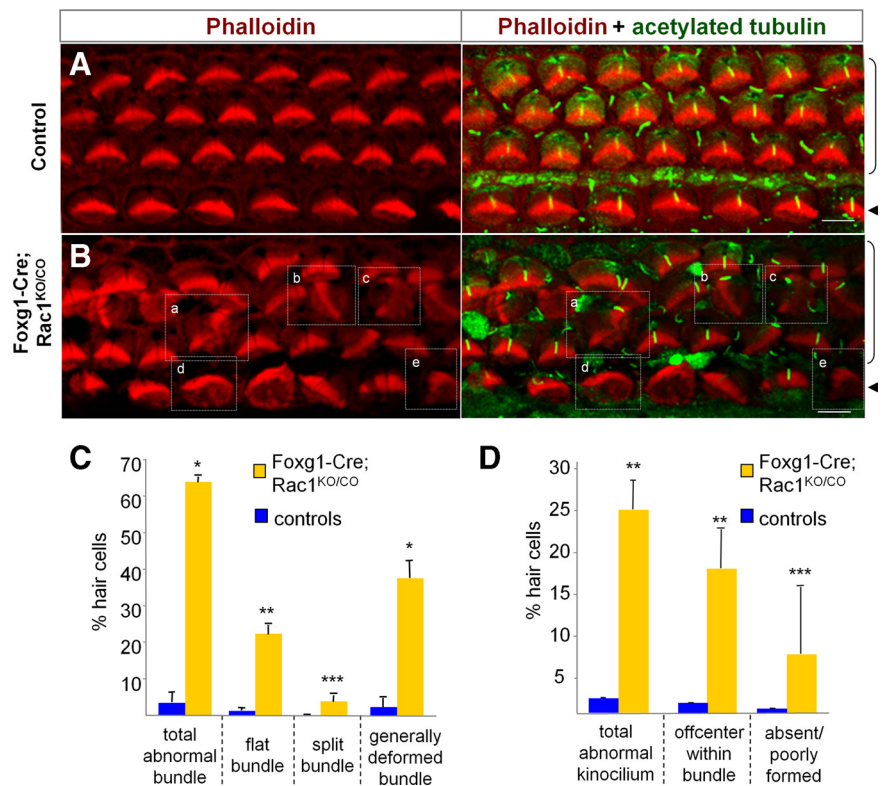 Phalloidin
Phalloidin + acetylated tubulin
A
Control
B
Foxg1-Cre;
Rac1KO/CO
a
b
c
d
e
a
b
c
d
e
C
70
60
50
40
30
20
10
% hair cells
*
**
***
*
Foxg1-Cre;
Rac1KO/CO
controls
total
abnormal
bundle
flat
bundle
split
bundle
generally
deformed
bundle
D
30
25
20
15
10
5
% hair cells
**
**
***
Foxg1-Cre;
Rac1KO/CO
controls
total
abnormal
kinocilium
offcenter
within
bundle
absent/
poorly
formed